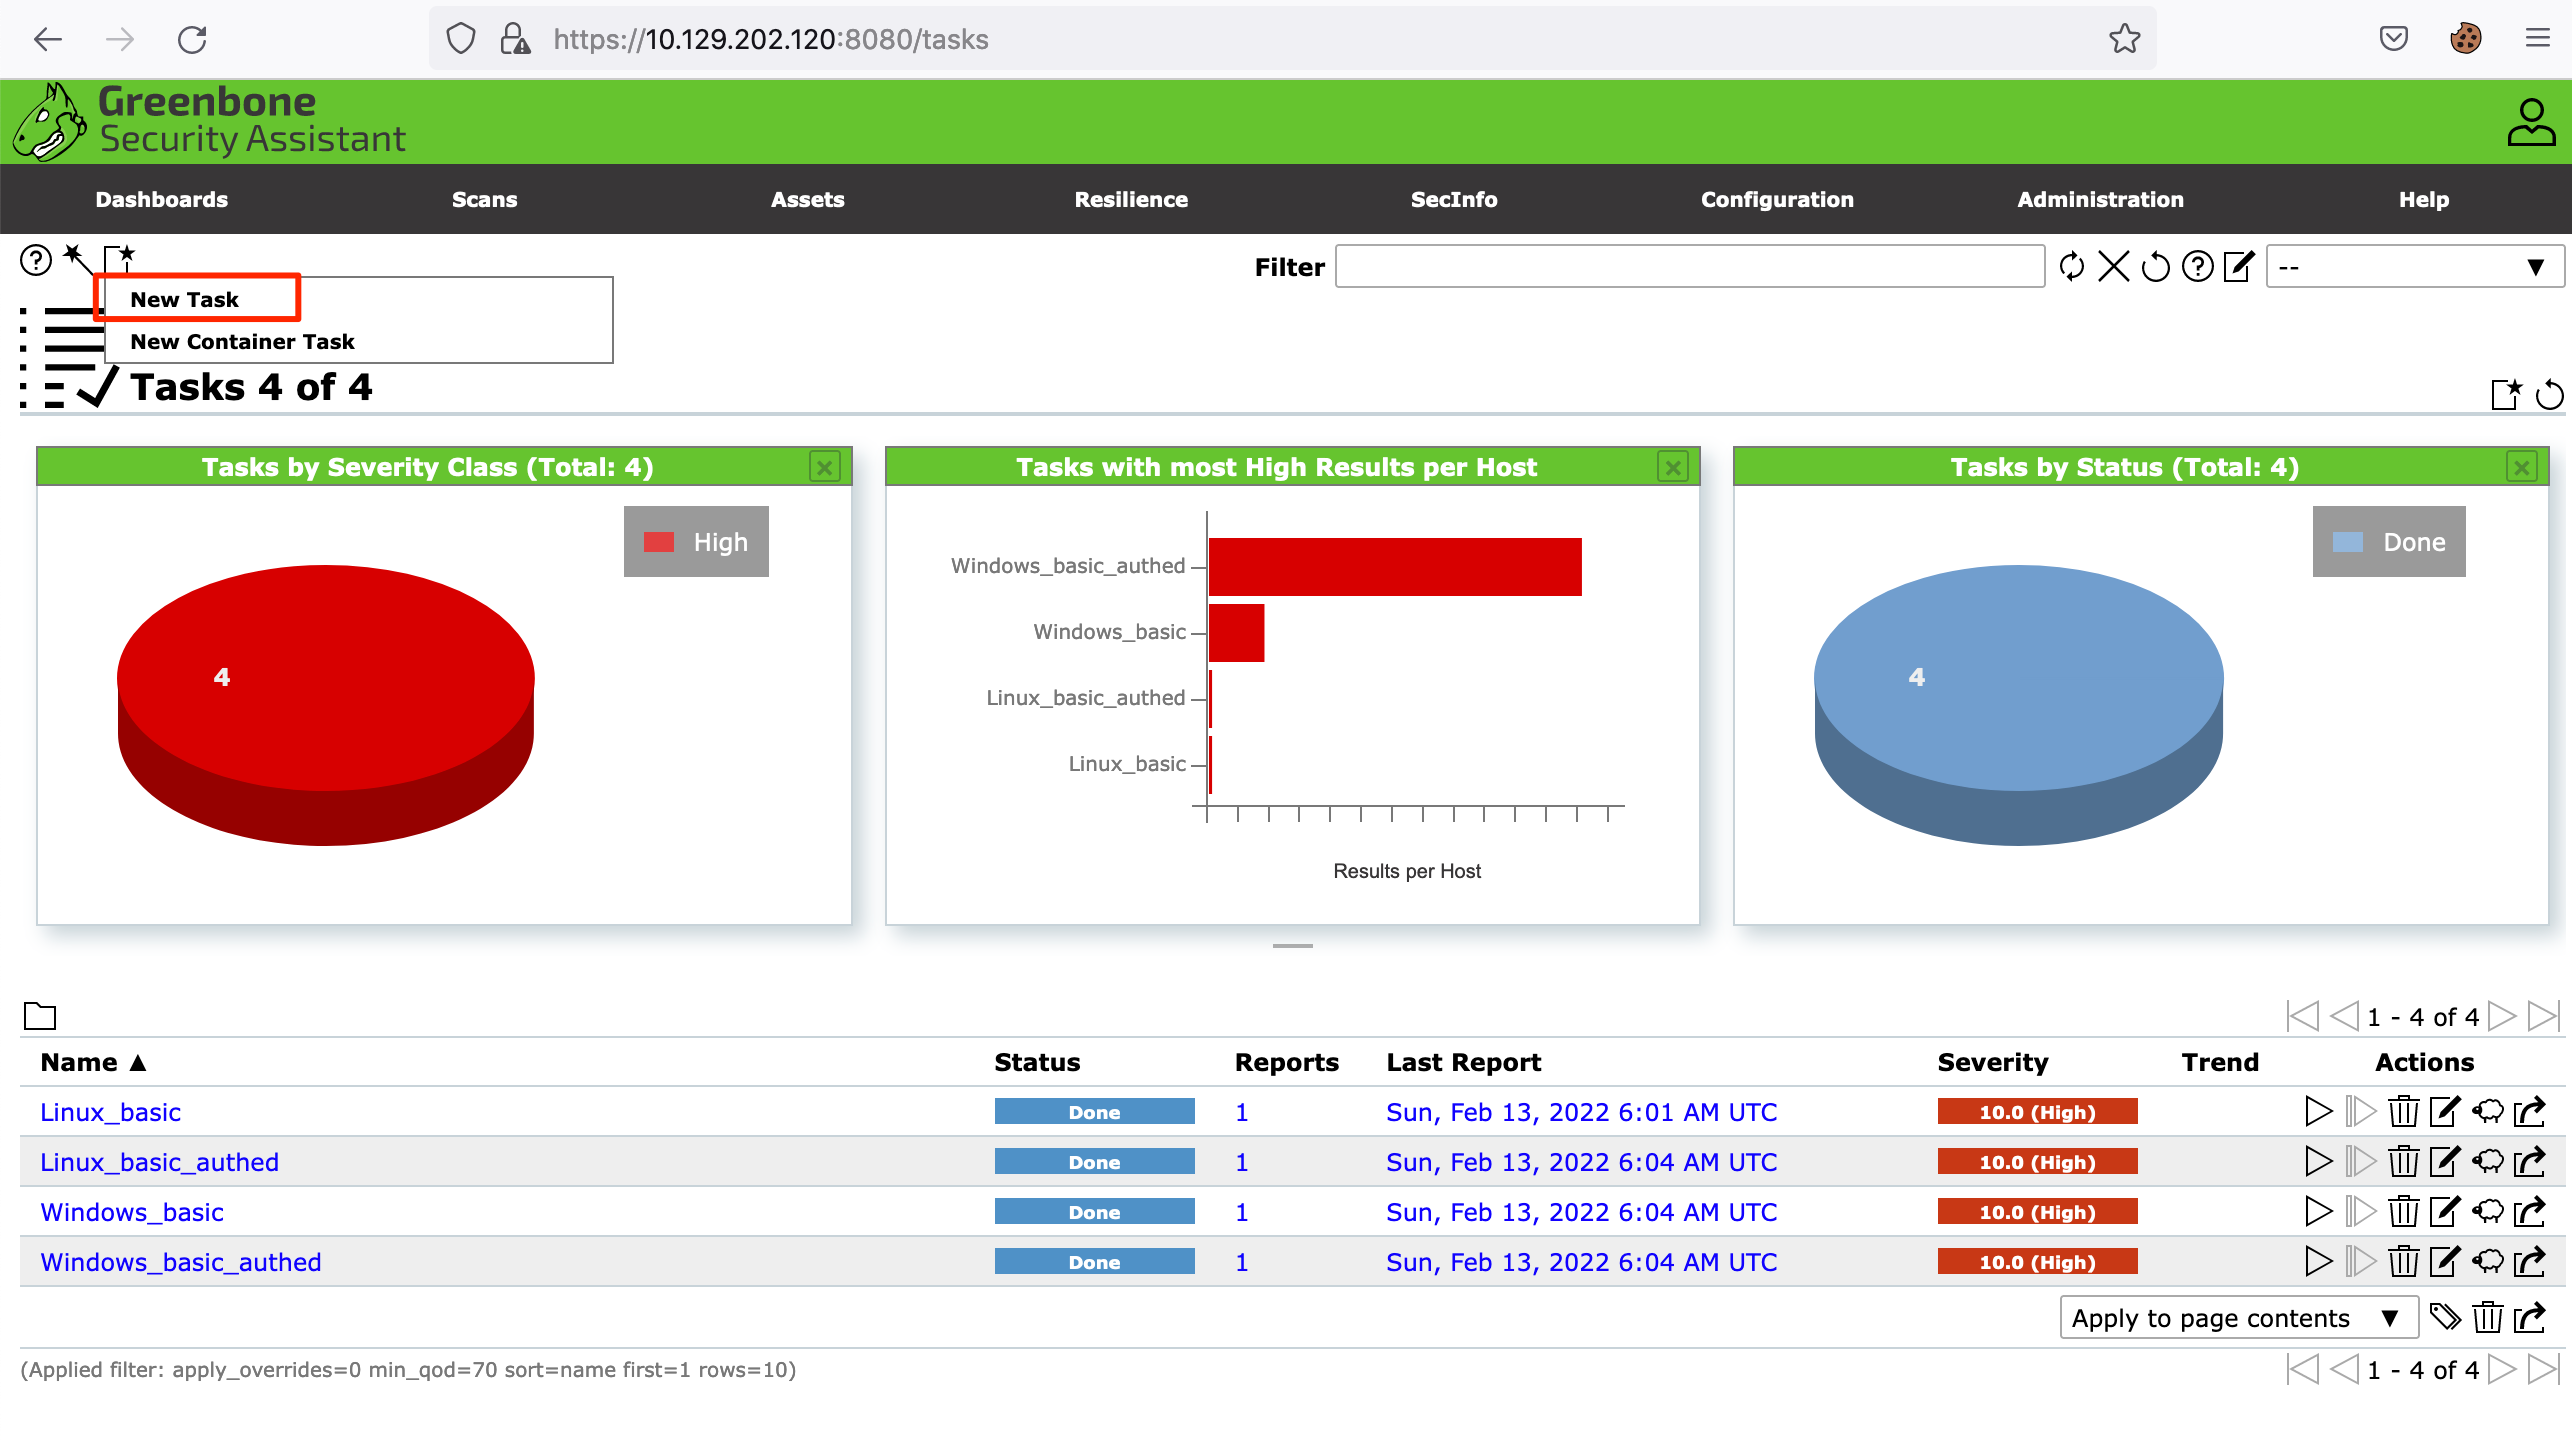 https://10.129.202.120:8080/tasks
Greenbone
Security Assistant
Dashboards Scans Assets Resilience SecInfo Configuration Administration Help
Filter --
New Task
New Container Task
Tasks 4 of 4
Tasks by Severity Class (Total: 4)
High
4
Tasks with most High Results per Host
Windows_basic_authed
Windows_basic
Linux_basic_authed
Linux_basic
Results per Host
Tasks by Status (Total: 4)
Done
4
1 - 4 of 4
Name ▲ Status Reports Last Report Severity Trend Actions
Linux_basic Done 1 Sun, Feb 13, 2022 6:01 AM UTC 10.0 (High)
Linux_basic_authed Done 1 Sun, Feb 13, 2022 6:04 AM UTC 10.0 (High)
Windows_basic Done 1 Sun, Feb 13, 2022 6:04 AM UTC 10.0 (High)
Windows_basic_authed Done 1 Sun, Feb 13, 2022 6:04 AM UTC 10.0 (High)
Apply to page contents ▼
(Applied filter: apply_overrides=0 min_qod=70 sort=name first=1 rows=10) 1 - 4 of 4